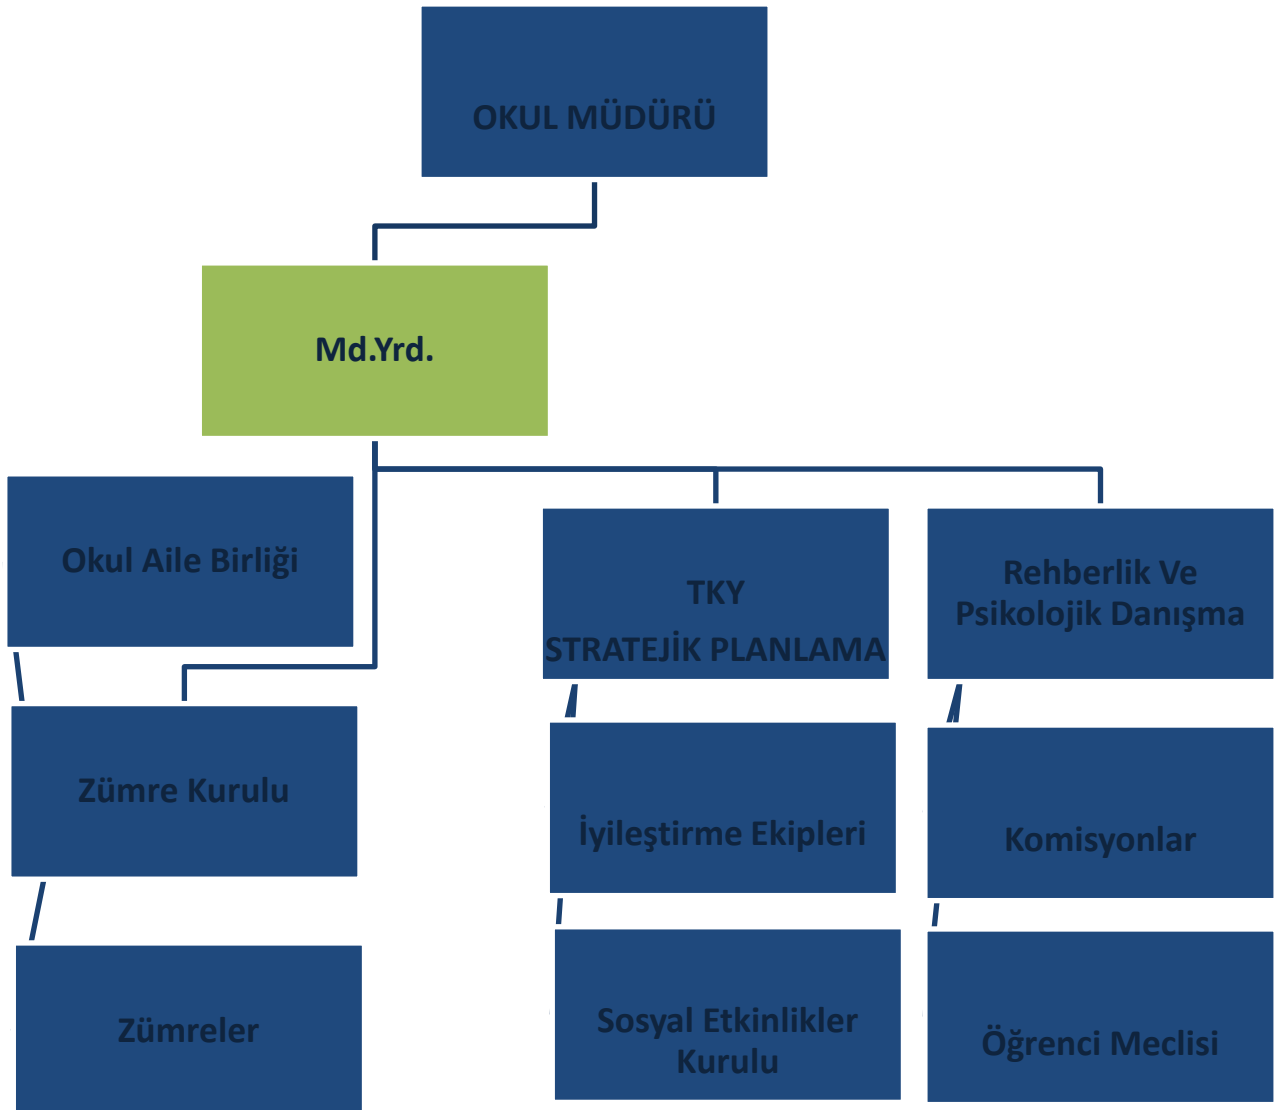 OKUL MÜDÜRÜ
Md.Yrd.
Okul Aile Birliği
Zümre Kurulu
Zümreler
TKY
STRATEJİK PLANLAMA
İyileştirme Ekipleri
Sosyal Etkinlikler
Kurulu
Rehberlik Ve
Psikolojik Danışma
Komisyonlar
Öğrenci Meclisi